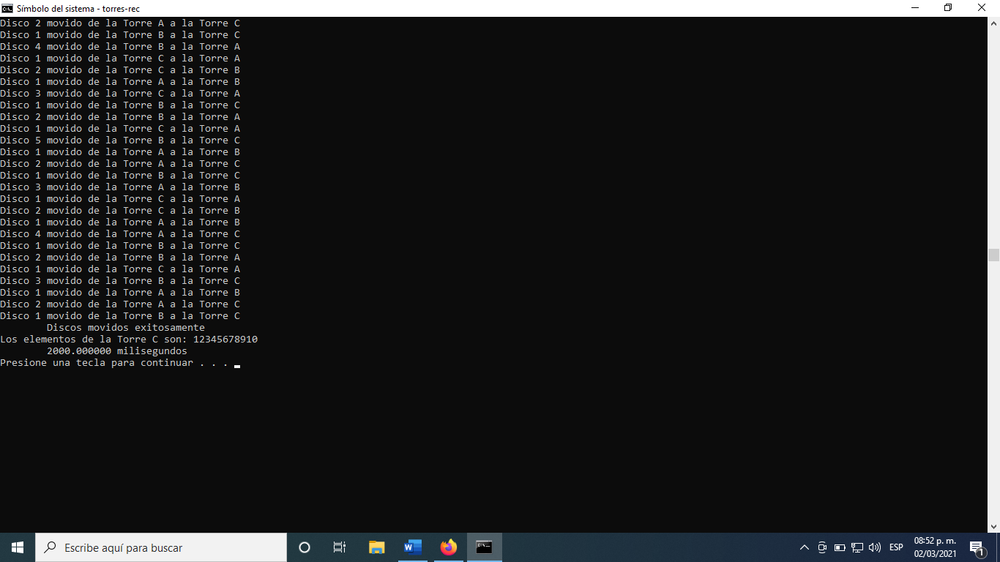 Símbolo del sistema - torres-rec
Disco 2 movido de la Torre A a la Torre C
Disco 1 movido de la Torre B a la Torre C
Disco 4 movido de la Torre B a la Torre A
Disco 1 movido de la Torre C a la Torre A
Disco 2 movido de la Torre C a la Torre B
Disco 1 movido de la Torre A a la Torre B
Disco 3 movido de la Torre C a la Torre A
Disco 1 movido de la Torre B a la Torre C
Disco 2 movido de la Torre B a la Torre A
Disco 1 movido de la Torre C a la Torre A
Disco 5 movido de la Torre B a la Torre C
Disco 1 movido de la Torre A a la Torre B
Disco 2 movido de la Torre A a la Torre C
Disco 1 movido de la Torre B a la Torre C
Disco 3 movido de la Torre A a la Torre B
Disco 1 movido de la Torre C a la Torre A
Disco 2 movido de la Torre C a la Torre B
Disco 1 movido de la Torre A a la Torre B
Disco 4 movido de la Torre A a la Torre C
Disco 1 movido de la Torre B a la Torre C
Disco 2 movido de la Torre B a la Torre A
Disco 1 movido de la Torre C a la Torre A
Disco 3 movido de la Torre B a la Torre C
Disco 1 movido de la Torre A a la Torre B
Disco 2 movido de la Torre A a la Torre C
Disco 1 movido de la Torre B a la Torre C
Discos movidos exitosamente
Los elementos de la Torre C son: 12345678910
2000.000000 milisegundos
Presione una tecla para continuar . . .
Escribe aquí para buscar
ESP
08:52 p. m.
02/03/2021
1